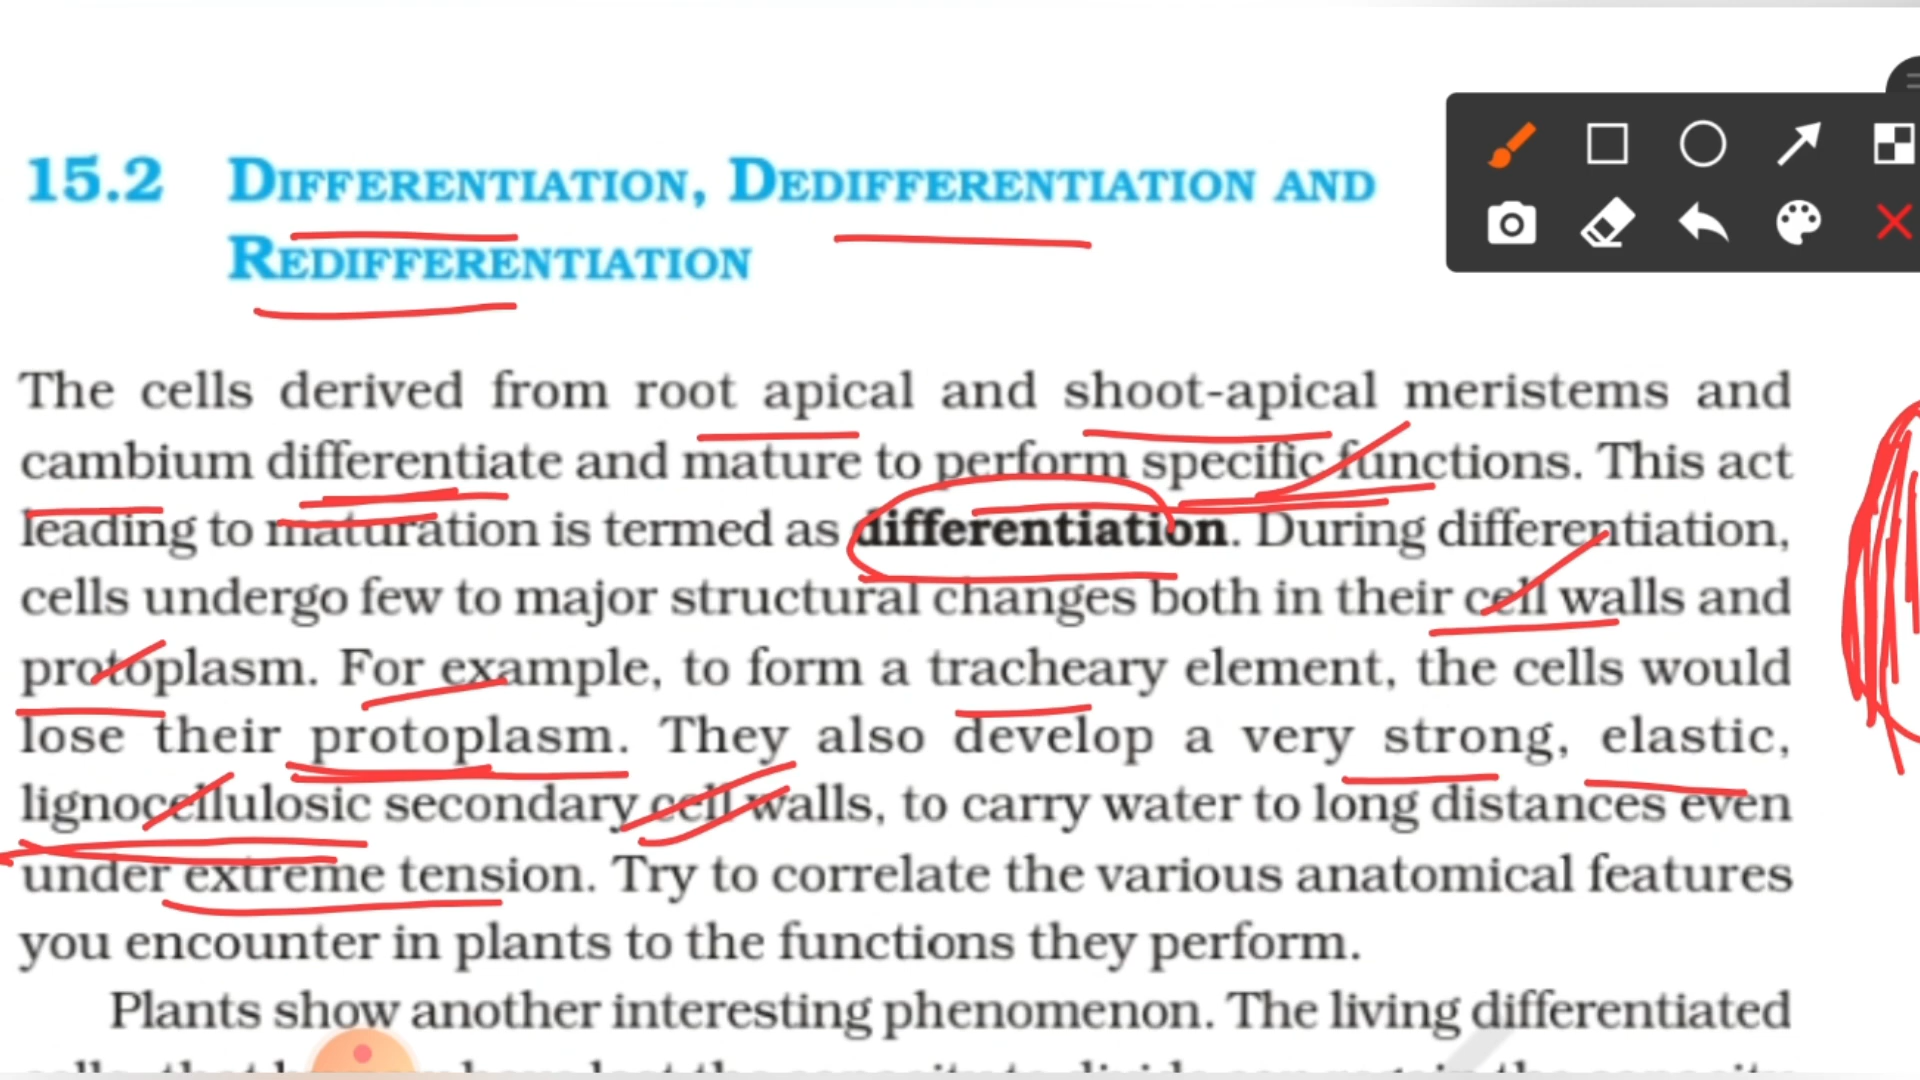 15.2 DIFFERENTIATION, DEDIFFERENTIATION AND
REDIFFERENTIATION
The cells derived from root apical and shoot-apical meristems and
cambium differentiate and mature to perform specific functions. This act
leading to maturation is termed as differentiation. During differentiation,
cells undergo few to major structural changes both in their cell walls and
protoplasm. For example, to form a tracheary element, the cells would
lose their protoplasm. They also develop a very strong, elastic,
lignocellulosic secondary cell walls, to carry water to long distances even
under extreme tension. Try to correlate the various anatomical features
you encounter in plants to the functions they perform.
Plants show another interesting phenomenon. The living differentiated